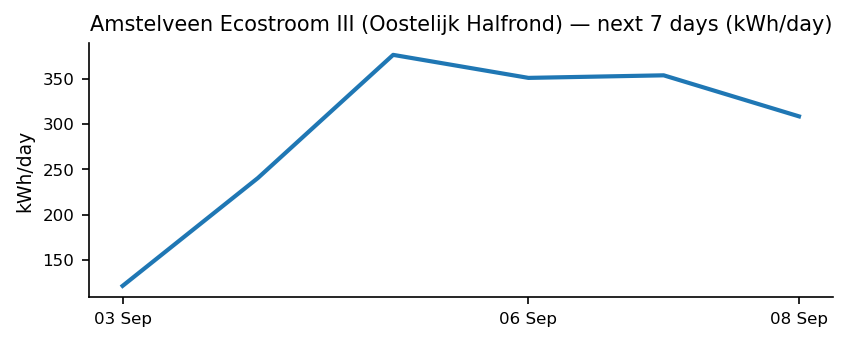 Amstelveen Ecostroom III (Oostelijk Halfrond) — next 7 days (kWh/day)
kWh/day
350
300
250
200
150
03 Sep
06 Sep
08 Sep